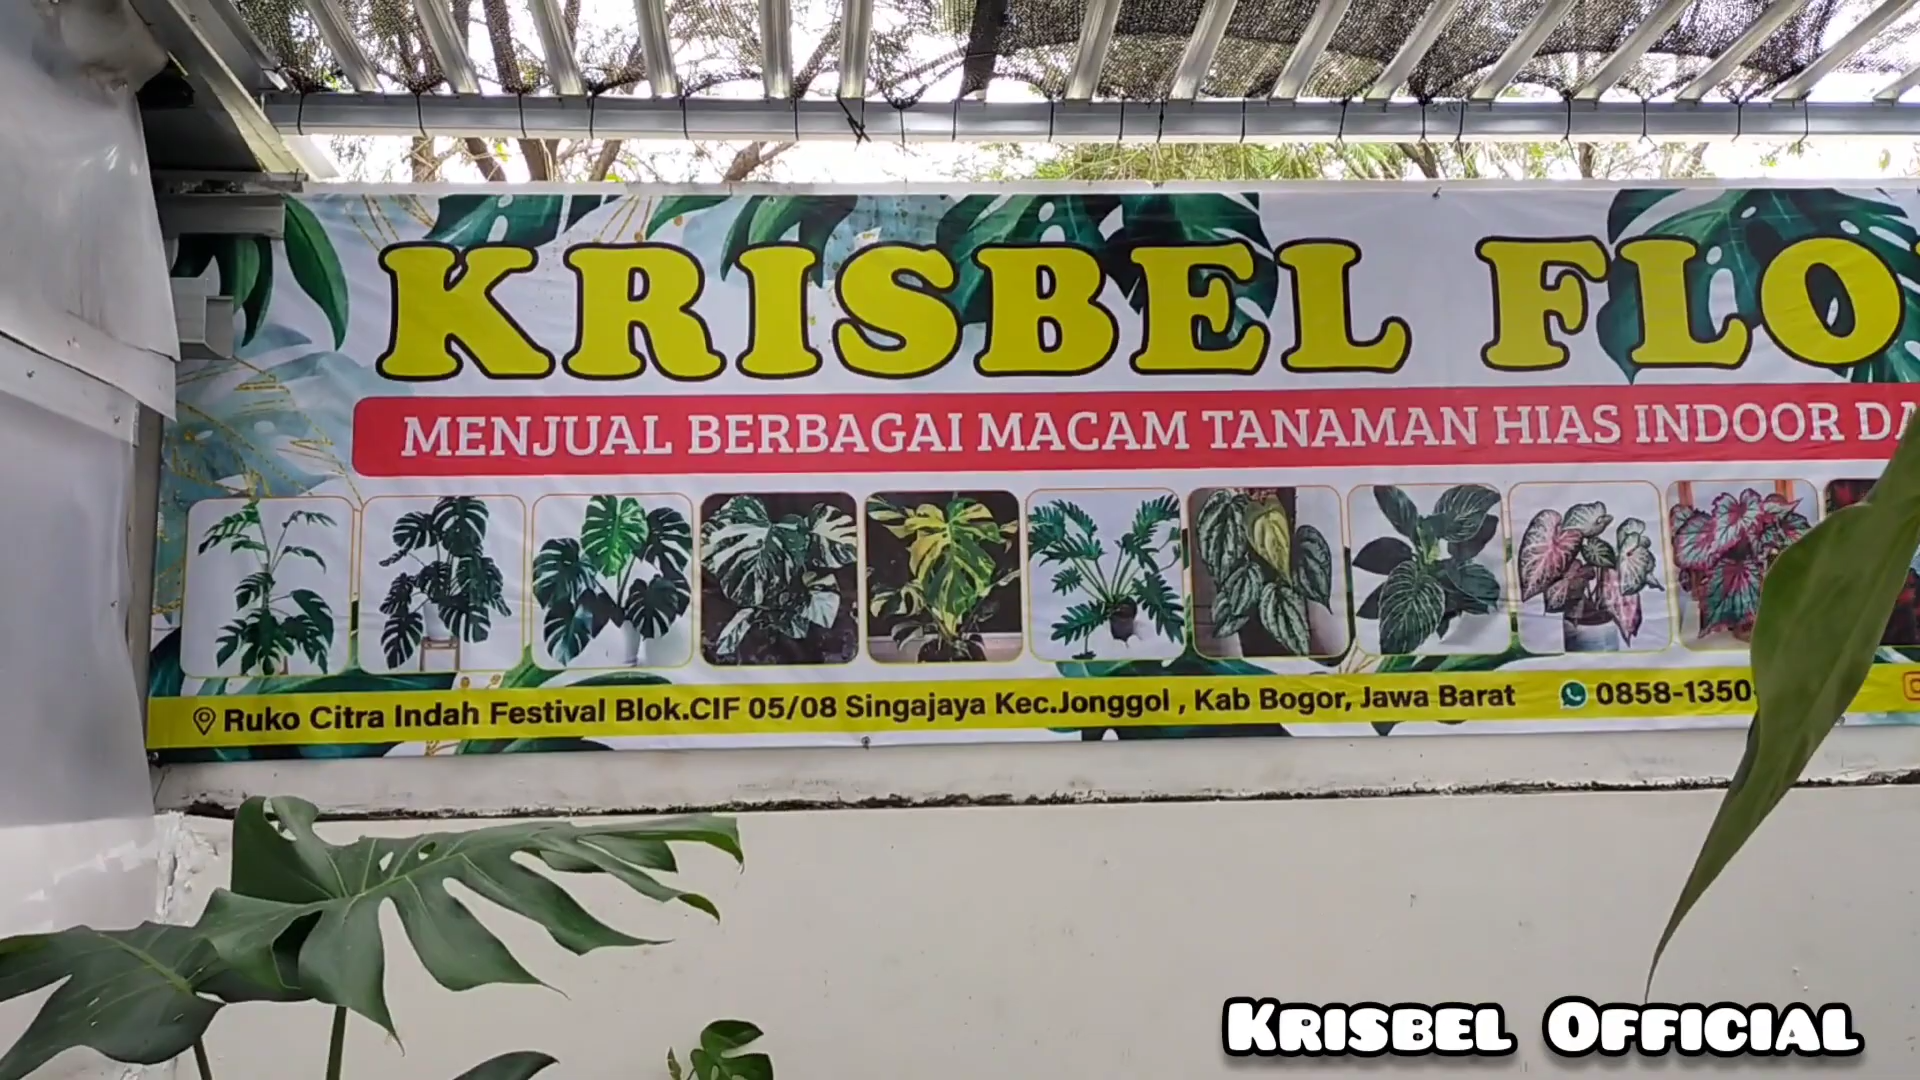 KRISBEL FLO
MENJUAL BERBAGAI MACAM TANAMAN HIAS INDOOR
Ruko Citra Indah Festival Blok.CIF 05/08 Singajaya Kec.Jonggol , Kab Bogor, Jawa Barat 0858-1350-
KRISBEL OFFICIAL